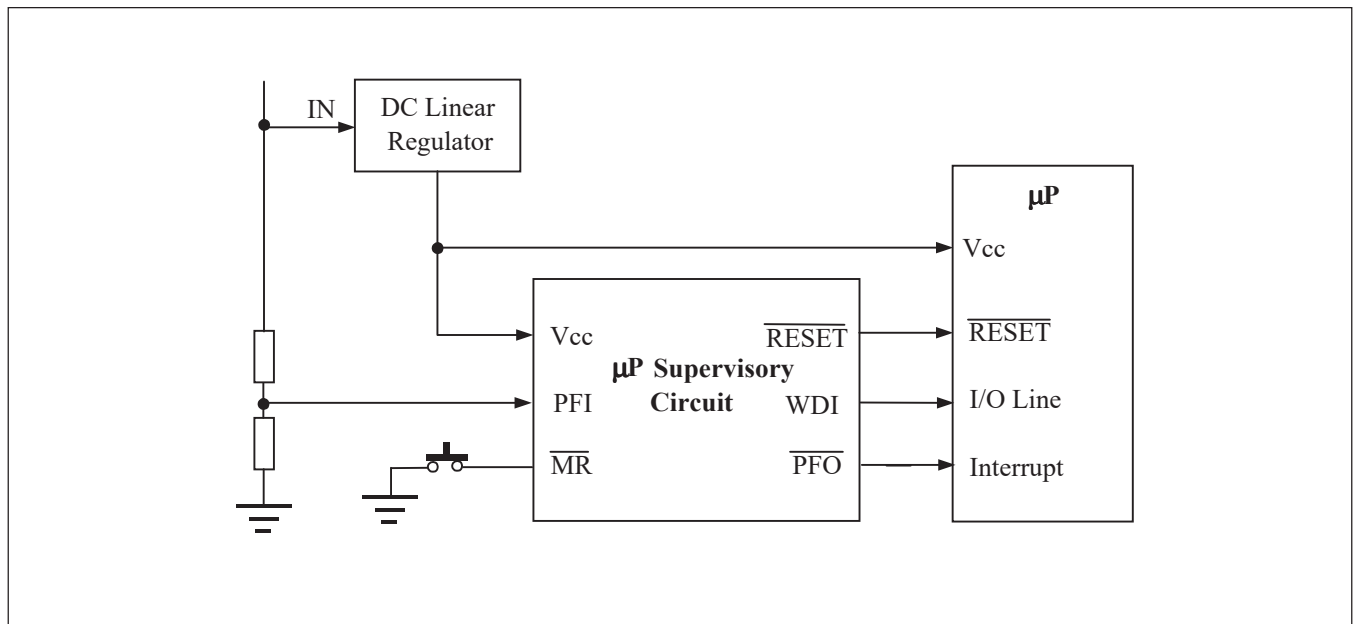 IN
DC Linear
Regulator
μP
Vcc
Vcc
RESET
RESET
μP Supervisory
Circuit
PFI
WDI
I/O Line
MR
PFO
Interrupt